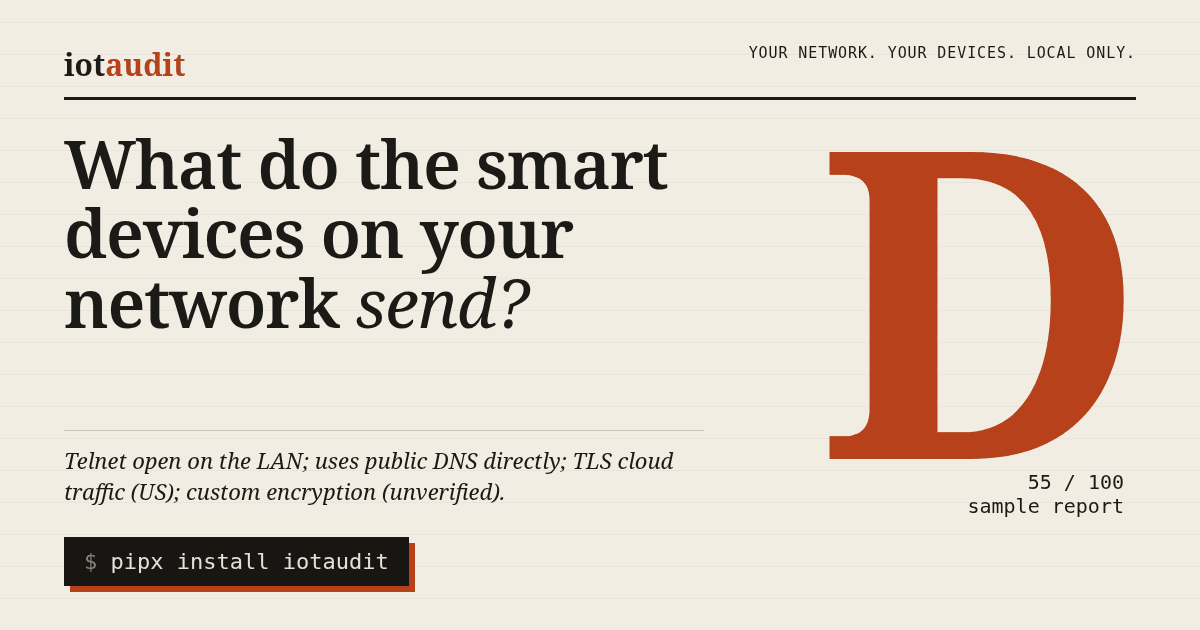 iotaudit
YOUR NETWORK. YOUR DEVICES. LOCAL ONLY.
What do the smart
devices on your
network send?
D
55 / 100
sample report
Telnet open on the LAN; uses public DNS directly; TLS cloud
traffic (US); custom encryption (unverified).
$ pipx install iotaudit